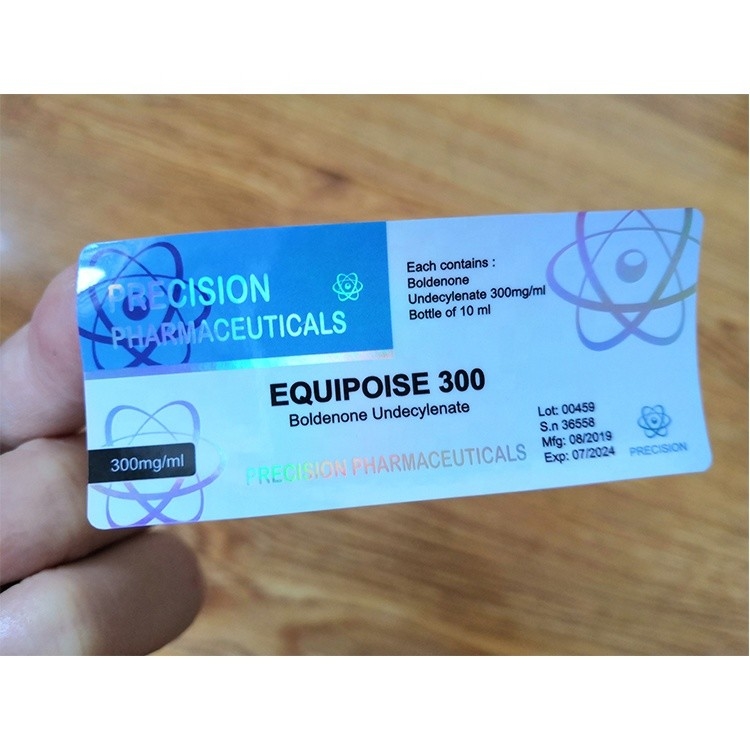 PRECISION
PHARMACEUTICALS
Each contains :
Boldenone
Undecylenate 300mg/ml
Bottle of 10 ml
EQUIPOISE 300
Boldenone Undecylenate
300mg/ml
PRECISION PHARMACEUTICALS
Lot: 00459
S.n 36558
Mfg: 08/2019
Exp: 07/2024
PRECISION